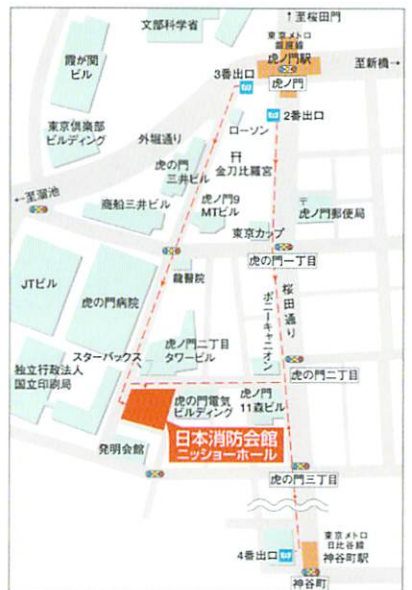 ↑至桜田門
文部科学省
東京メトロ
銀座線
虎ノ門駅
霞が関
ビル
3番出口
至新橋→
虎ノ門
2番出口
東京倶楽部
ビルディング
外堀通り
ローソン
虎の門
三井ビル
金刀比羅宮
←至溜池
商船三井ビル
虎ノ門9
MTビル
〒
虎ノ門郵便局
東京カップ
虎の門一丁目
JTビル
龍醫院
虎の門病院
桜田通り
ポニーキャニオン
虎ノ門二丁目
タワービル
スターバックス
虎の門二丁目
独立行政法人
国立印刷局
虎の門電気
ビルディング
虎ノ門
11森ビル
日本消防会館
ニッショーホール
発明会館
虎の門三丁目
東京メトロ
日比谷線
神谷町駅
4番出口
神谷町